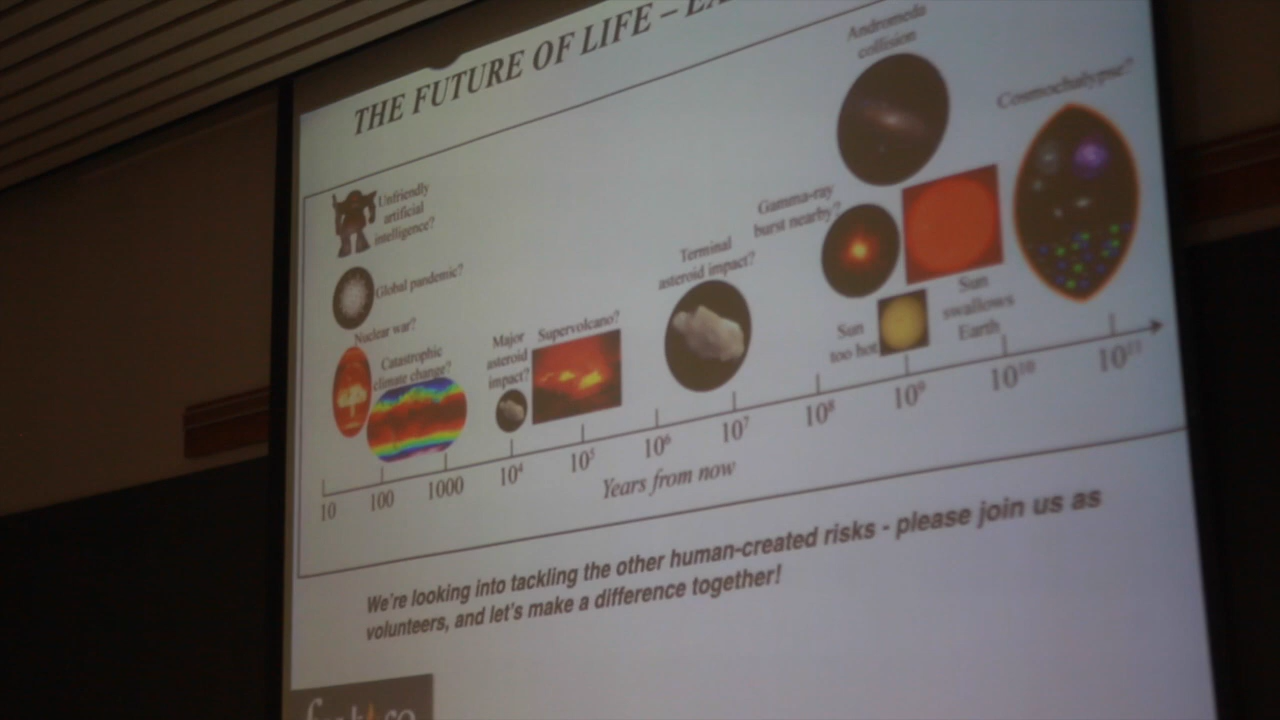 THE FUTURE OF LIFE –
Andromeda
collision
Cosmochalypse?
Unfriendly
artificial
intelligence?
Gamma-ray
burst nearby?
Terminal
asteroid impact?
Global pandemic?
Nuclear war?
Catastrophic
climate change?
Major
asteroid
impact?
Supervolcano?
Sun
too hot
Sun
swallows
Earth
10 100 1000 10⁴ 10⁵ 10⁶ 10⁷ 10⁸ 10⁹ 10¹⁰ 10¹¹
Years from now
We're looking into tackling the other human-created risks - please join us as
volunteers, and let's make a difference together!